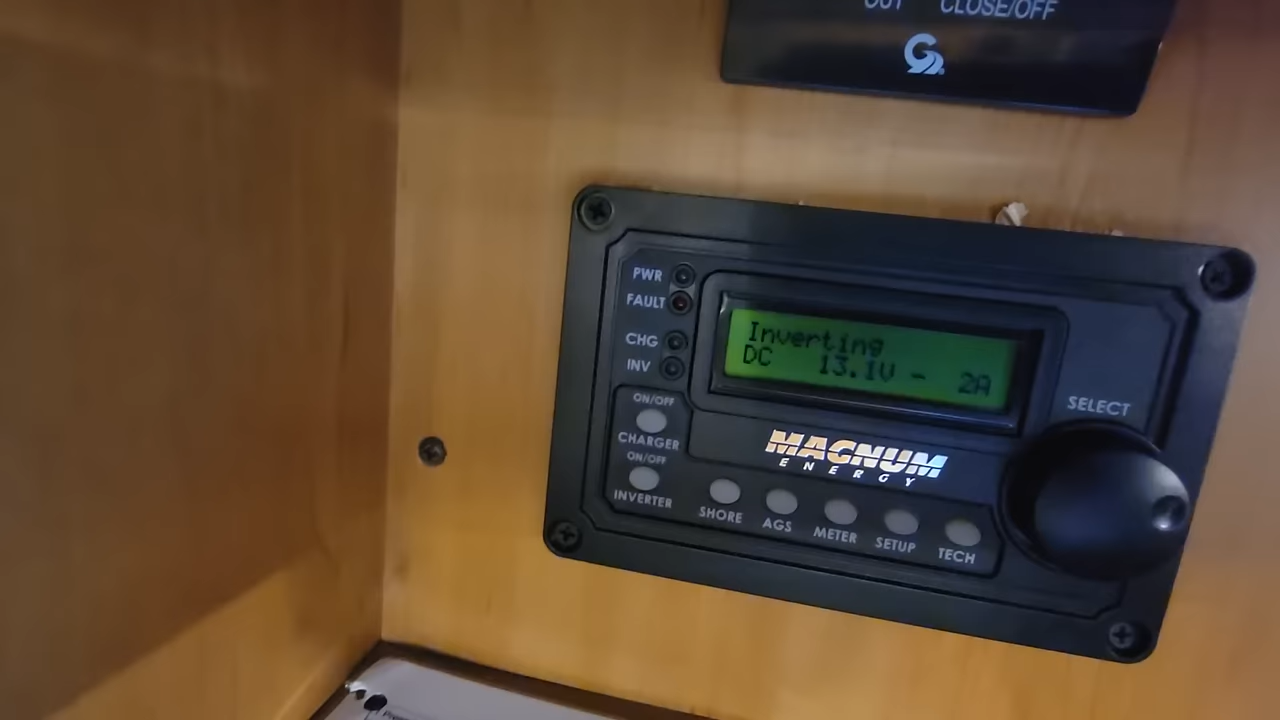 OUT CLOSE/OFF
PWR
FAULT
CHG
INV
Inverting
DC 13.1V - 2A
SELECT
ON/OFF
CHARGER
ON/OFF
INVERTER
MAGNUM
ENERGY
SHORE
AGS
METER
SETUP
TECH